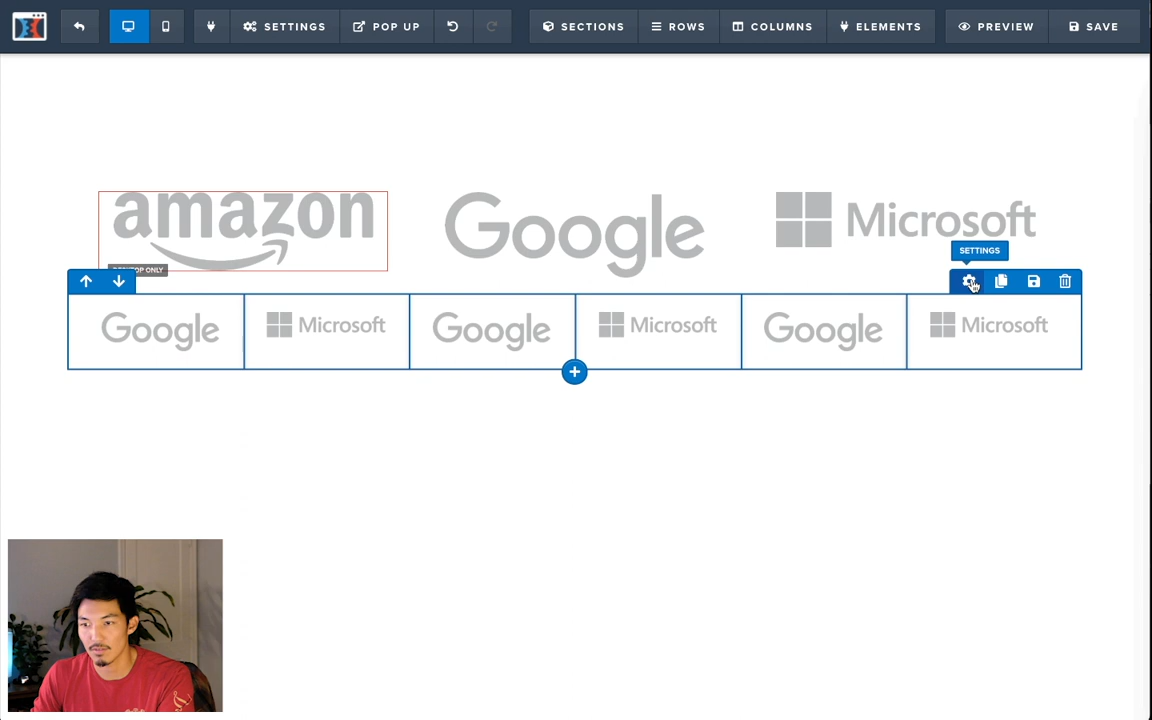 SETTINGS POP UP SECTIONS ROWS COLUMNS ELEMENTS PREVIEW SAVE
amazon Google Microsoft
SETTINGS
Google Microsoft Google Microsoft Google Microsoft